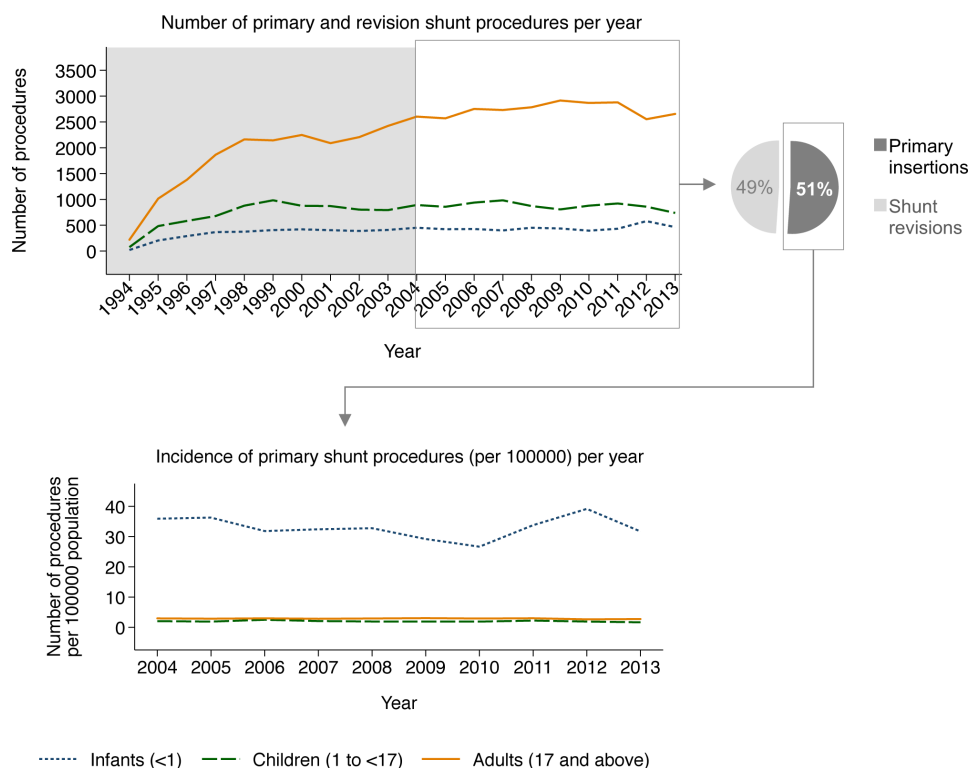 Number of primary and revision shunt procedures per year
Number of procedures
3500
3000
2500
2000
1500
1000
500
0
1994 1995 1996 1997 1998 1999 2000 2001 2002 2003 2004 2005 2006 2007 2008 2009 2010 2011 2012 2013
Year
49%
51%
Primary
insertions
Shunt
revisions
Incidence of primary shunt procedures (per 100000) per year
Number of procedures
per 100000 population
40
30
20
10
0
2004 2005 2006 2007 2008 2009 2010 2011 2012 2013
Year
Infants (<1) Children (1 to <17) Adults (17 and above)